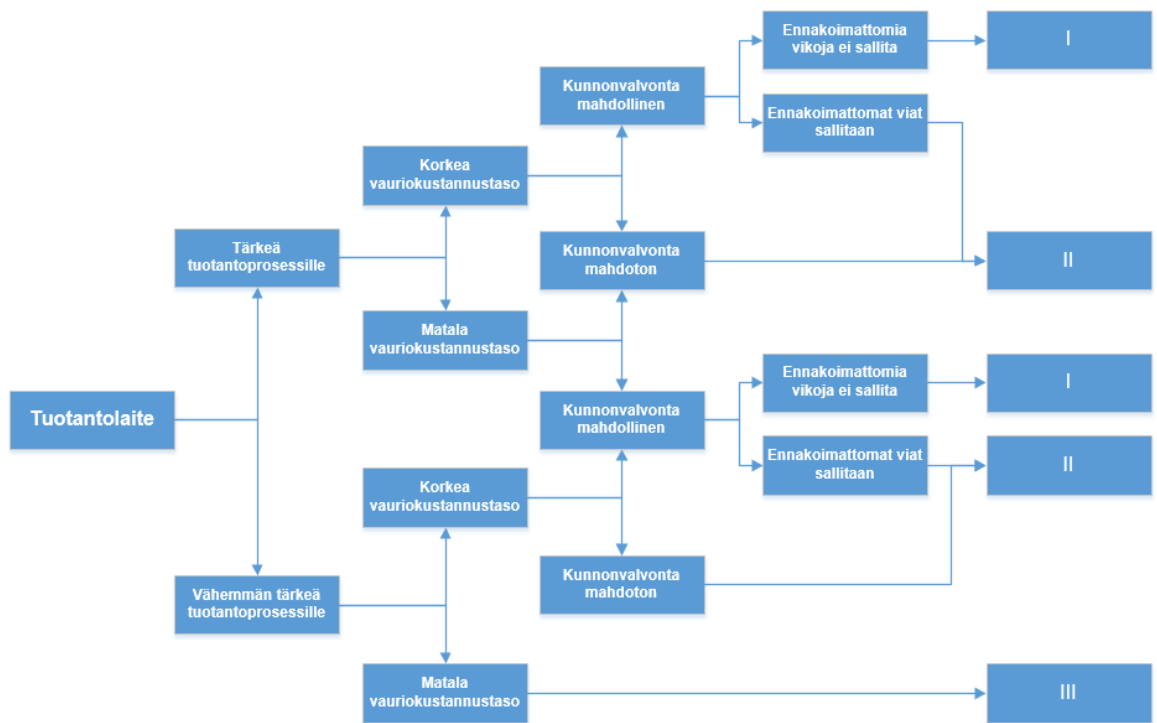 Ennakoimattomia
vikoja ei sallita
I
Kunnonvalvonta
mahdollinen
Ennakoimattomat viat
sallitaan
Korkea
vauriokustannustaso
Tärkeä
tuotantoprosessille
Kunnonvalvonta
mahdoton
II
Matala
vauriokustannustaso
Ennakoimattomia
vikoja ei sallita
I
Tuotantolaite
Kunnonvalvonta
mahdollinen
Ennakoimattomat viat
sallitaan
II
Korkea
vauriokustannustaso
Kunnonvalvonta
mahdoton
Vähemmän tärkeä
tuotantoprosessille
Matala
vauriokustannustaso
III